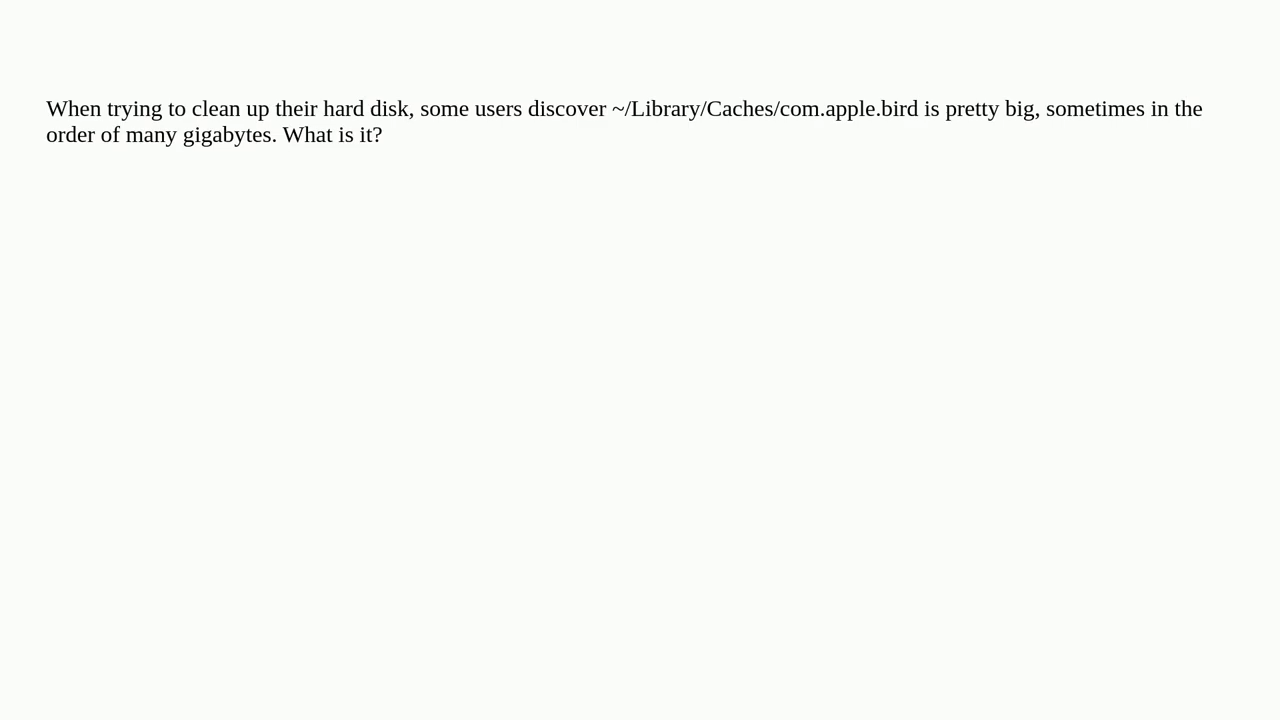 When trying to clean up their hard disk, some users discover ~/Library/Caches/com.apple.bird is pretty big, sometimes in the
order of many gigabytes. What is it?